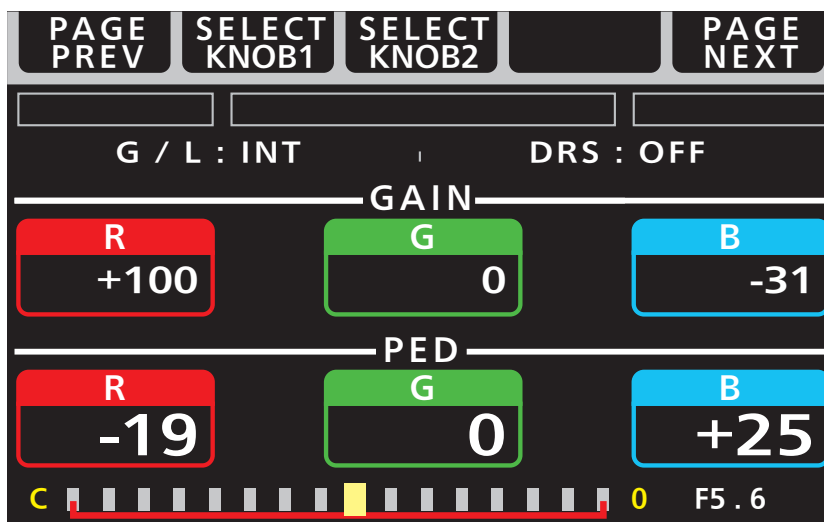 PAGE PREV SELECT KNOB1 SELECT KNOB2 PAGE NEXT
G / L : INT DRS : OFF
GAIN
R G B
+100 0 -31
PED
R G B
-19 0 +25
C 0 F5.6